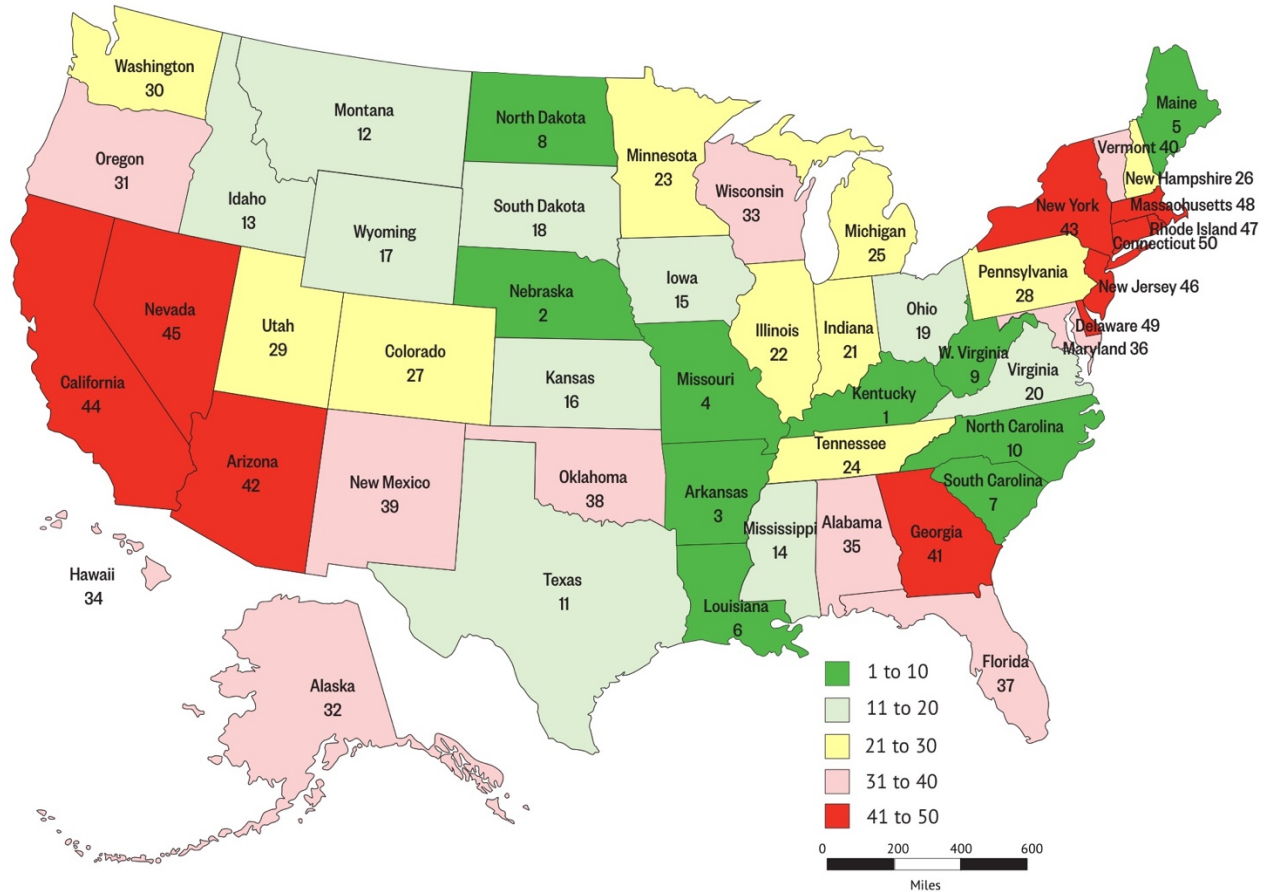 Washington
30
Oregon
31
California
44
Nevada
45
Idaho
13
Montana
12
Wyoming
17
Utah
29
Colorado
27
Arizona
42
New Mexico
39
North Dakota
8
South Dakota
18
Nebraska
2
Kansas
16
Oklahoma
38
Texas
11
Minnesota
23
Iowa
15
Missouri
4
Arkansas
3
Louisiana
6
Wisconsin
33
Illinois
22
Michigan
25
Indiana
21
Ohio
19
Kentucky
1
Tennessee
24
Mississippi
14
Alabama
35
Georgia
41
Florida
37
South Carolina
7
North Carolina
10
Virginia
20
W. Virginia
9
Pennsylvania
28
New York
43
Maine
5
Vermont 40
New Hampshire 26
Massaohusetts 48
Rhode Island 47
Connecticut 50
New Jersey 46
Delaware 49
Maryland 36
Hawaii
34
Alaska
32
1 to 10
11 to 20
21 to 30
31 to 40
41 to 50
0 200 400 600
Miles